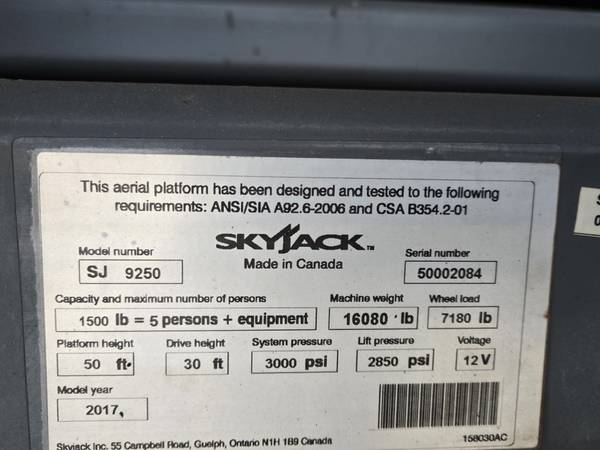 This aerial platform has been designed and tested to the following
requirements: ANSI/SIA A92.6-2006 and CSA B354.2-01
SKYJACK™
Made in Canada
Model number
SJ 9250
Serial number
50002084
Capacity and maximum number of persons
1500 lb = 5 persons + equipment
Machine weight
16080 lb
Wheel load
7180 lb
Platform height
50 ft.
Drive height
30 ft
System pressure
3000 psi
Lift pressure
2850 psi
Voltage
12 V
Model year
2017,
158030AC
Skyjack Inc. 55 Campbell Road, Guelph, Ontario N1H 1B9 Canada